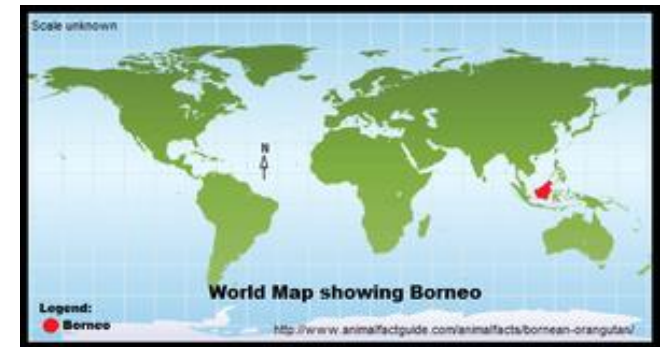 Scale unknown
N
World Map showing Borneo
Legend:
Borneo
http://www.animalfactguide.com/animalfacts/bornean-orangutan/